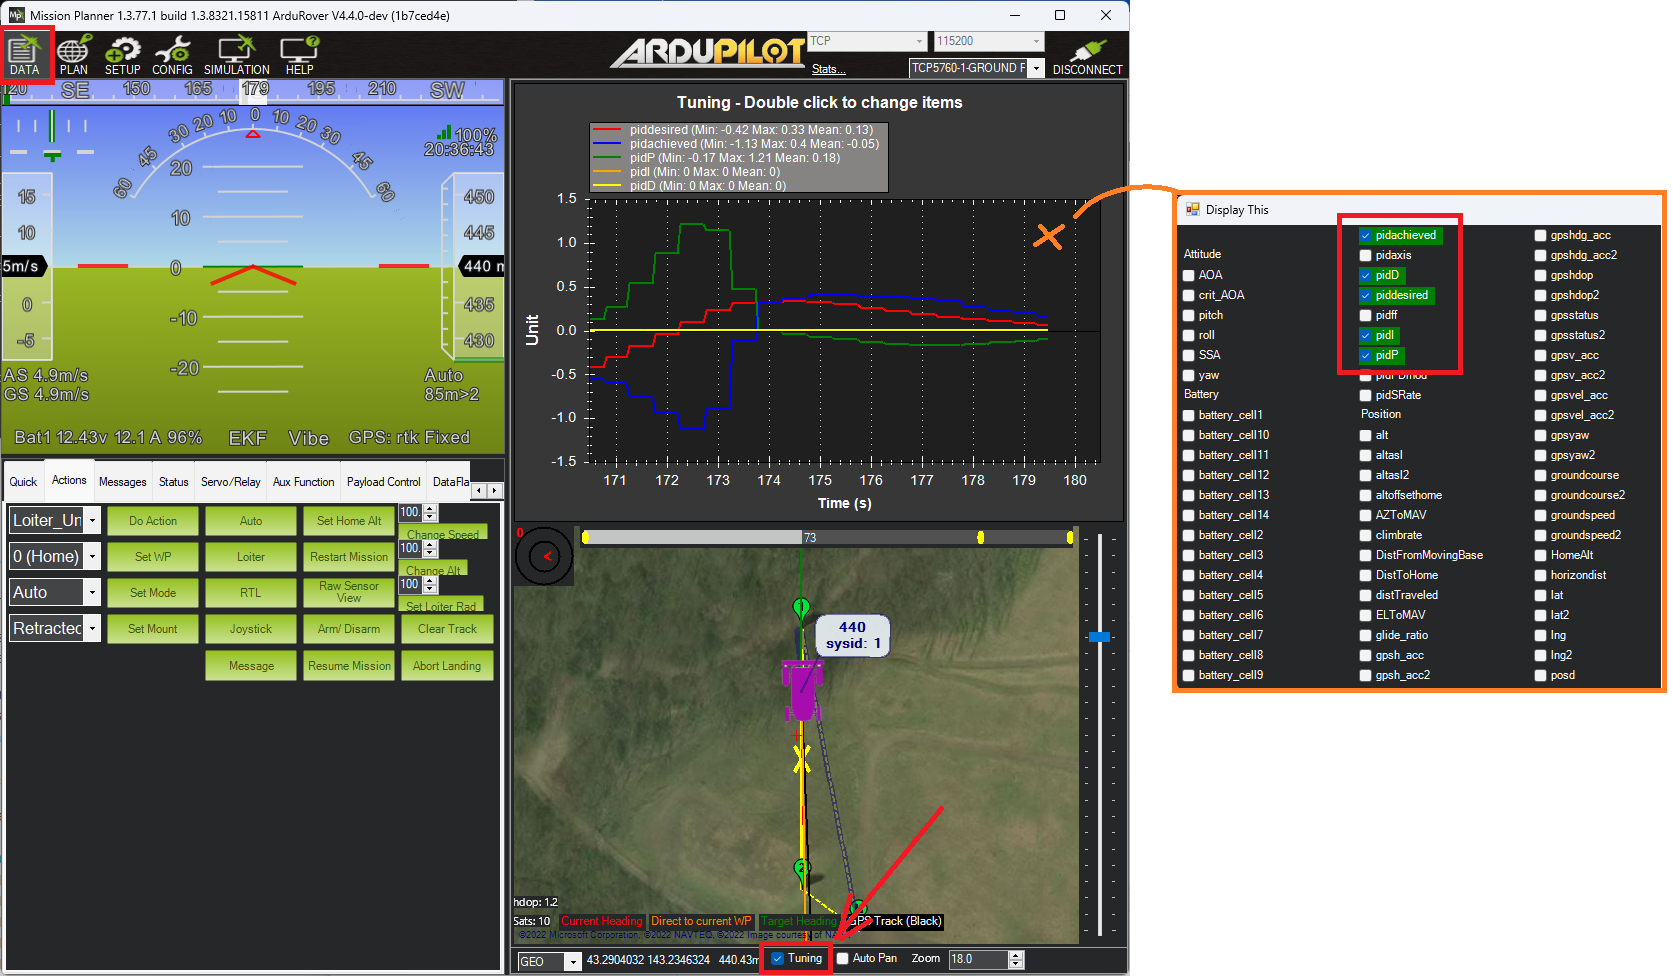 Mission Planner 1.3.77.1 build 1.3.8321.15811 ArduRover V4.4.0-dev (1b7ced4e)
DATA PLAN SETUP CONFIG SIMULATION HELP
ARDUPILOT
TCP 115200
Stats... TCP5760-1-GROUND F DISCONNECT
120 SE 150 179 195 210 SW
60 45 30 20 10 0 10 20 30 45 60
100%
20:36:43
20
10
0
-10
-20
15
10
5m/s
0
-5
450
445
440 m
435
430
AS 4.9m/s
GS 4.9m/s
Auto
85m>2
Bat1 12.43v 12.1 A 96% EKF Vibe GPS: rtk Fixed
Quick Actions Messages Status Servo/Relay Aux Function Payload Control DataFla
Loiter_Un Do Action Auto Set Home Alt 100. Change Speed
0 (Home) Set WP Loiter Restart Mission 100. Change Alt
Auto Set Mode RTL Raw Sensor View 100 Set Loiter Rad
Retracted Set Mount Joystick Arm/ Disarm Clear Track
Message Resume Mission Abort Landing
Tuning - Double click to change items
piddesired (Min: -0.42 Max: 0.33 Mean: 0.13)
pidachieved (Min: -1.13 Max: 0.4 Mean: -0.05)
pidP (Min: -0.17 Max: 1.21 Mean: 0.18)
pidI (Min: 0 Max: 0 Mean: 0)
pidD (Min: 0 Max: 0 Mean: 0)
Unit
1.5
1.0
0.5
0.0
-0.5
-1.0
-1.5
171 172 173 174 175 176 177 178 179 180
Time (s)
0
73
1
440
sysid: 1
2
hdop: 1.2
Sats: 10 Current Heading Direct to current WP Target Heading GPS Track (Black)
©2022 Microsoft Corporation, ©2022 NAVTEQ, ©2022 Image courtesy of NA
GEO 43.2904032 143.2346324 440.43m Tuning Auto Pan Zoom 18.0
Display This
Attitude
AOA
crit_AOA
pitch
roll
SSA
yaw
Battery
battery_cell1
battery_cell10
battery_cell11
battery_cell12
battery_cell13
battery_cell14
battery_cell2
battery_cell3
battery_cell4
battery_cell5
battery_cell6
battery_cell7
battery_cell8
battery_cell9
pidachieved
pidaxis
pidD
piddesired
pidff
pidI
pidP
pidPDmod
pidSRate
Position
alt
altasl
altasl2
altoffsethome
AZToMAV
climbrate
DistFromMovingBase
DistToHome
distTraveled
ELToMAV
glide_ratio
gpsh_acc
gpsh_acc2
gpshdg_acc
gpshdg_acc2
gpshdop
gpshdop2
gpsstatus
gpsstatus2
gpsv_acc
gpsv_acc2
gpsvel_acc
gpsvel_acc2
gpsyaw
gpsyaw2
groundcourse
groundcourse2
groundspeed
groundspeed2
HomeAlt
horizondist
lat
lat2
lng
lng2
posd